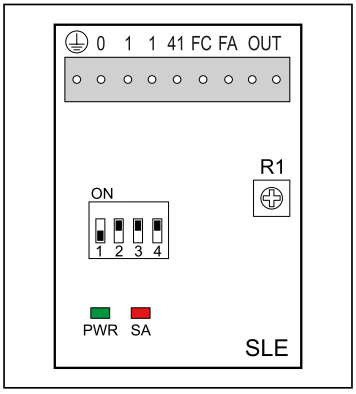 0 1 1 41 FC FA OUT
R1
ON
1 2 3 4
PWR SA
SLE